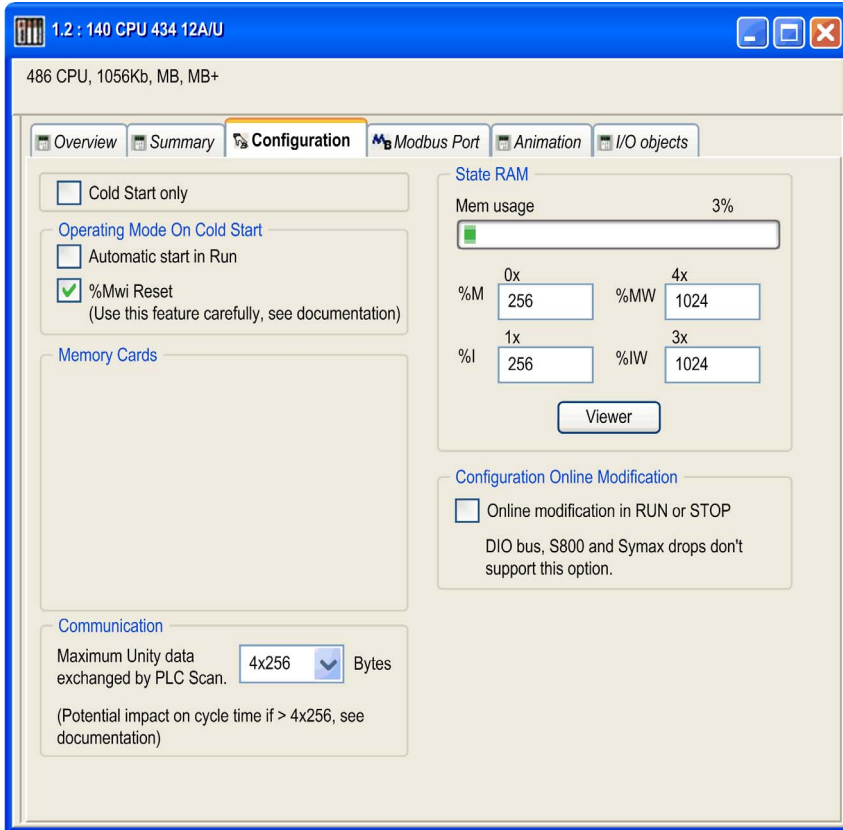 1.2 : 140 CPU 434 12A/U
486 CPU, 1056Kb, MB, MB+
Overview
Summary
Configuration
MB Modbus Port
Animation
I/O objects
Cold Start only
Operating Mode On Cold Start
Automatic start in Run
%Mwi Reset
(Use this feature carefully, see documentation)
Memory Cards
Communication
Maximum Unity data
exchanged by PLC Scan.
4x256
Bytes
(Potential impact on cycle time if > 4x256, see
documentation)
State RAM
Mem usage 3%
0x 4x
%M 256 %MW 1024
1x 3x
%I 256 %IW 1024
Viewer
Configuration Online Modification
Online modification in RUN or STOP
DIO bus, S800 and Symax drops don't
support this option.